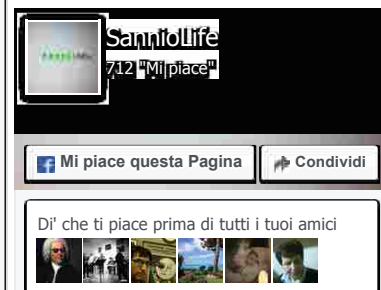 SannioLife
712 "Mi piace"
Mi piace questa Pagina
Condividi
Di' che ti piace prima di tutti i tuoi amici